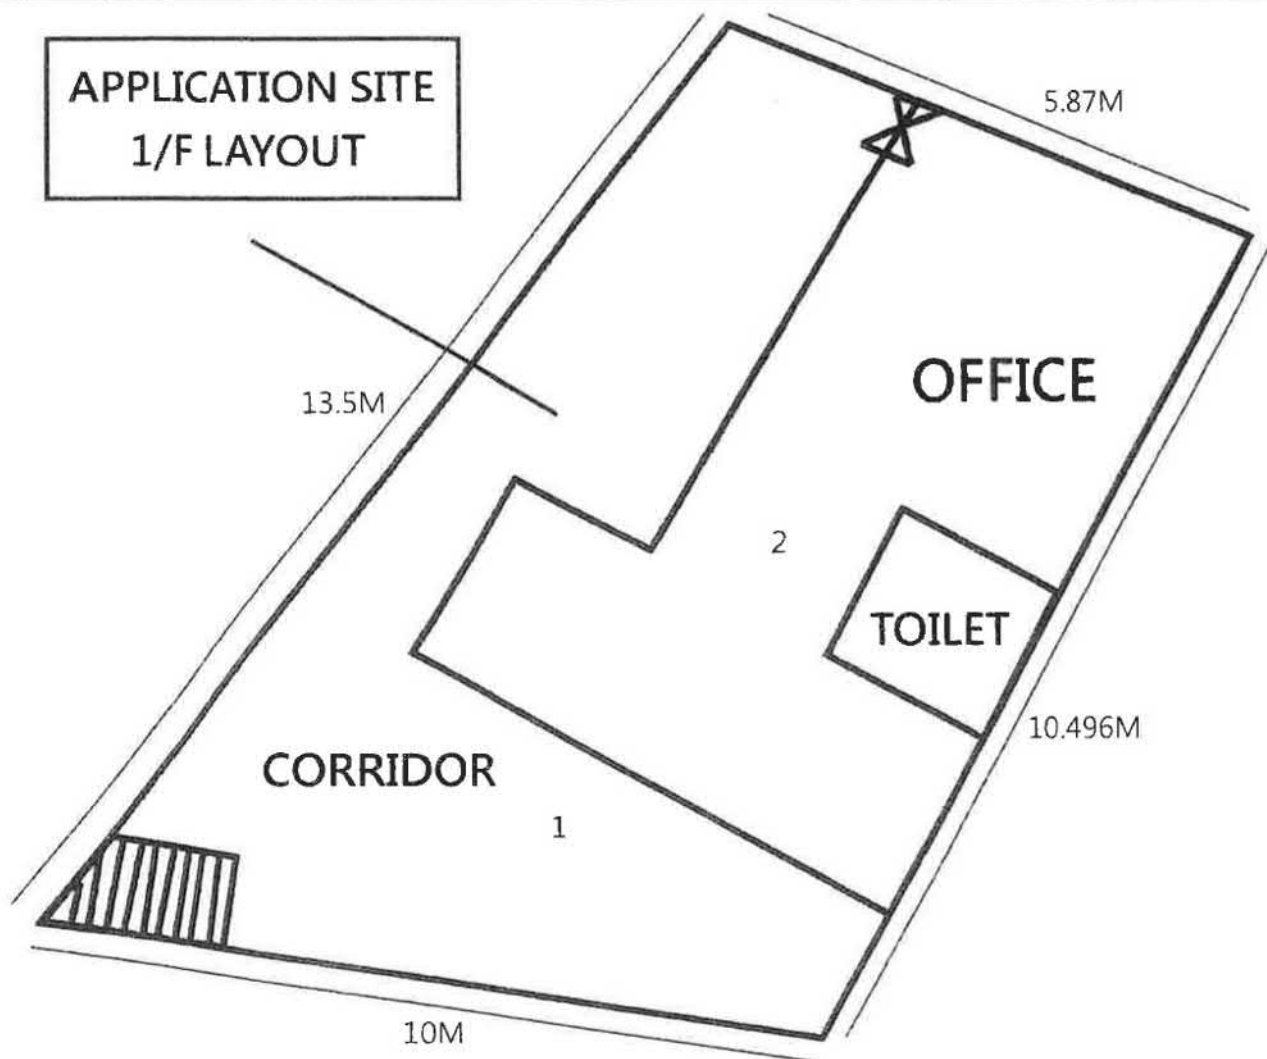 APPLICATION SITE
1/F LAYOUT
5.87M
OFFICE
13.5M
2
TOILET
10.496M
CORRIDOR
1
10M